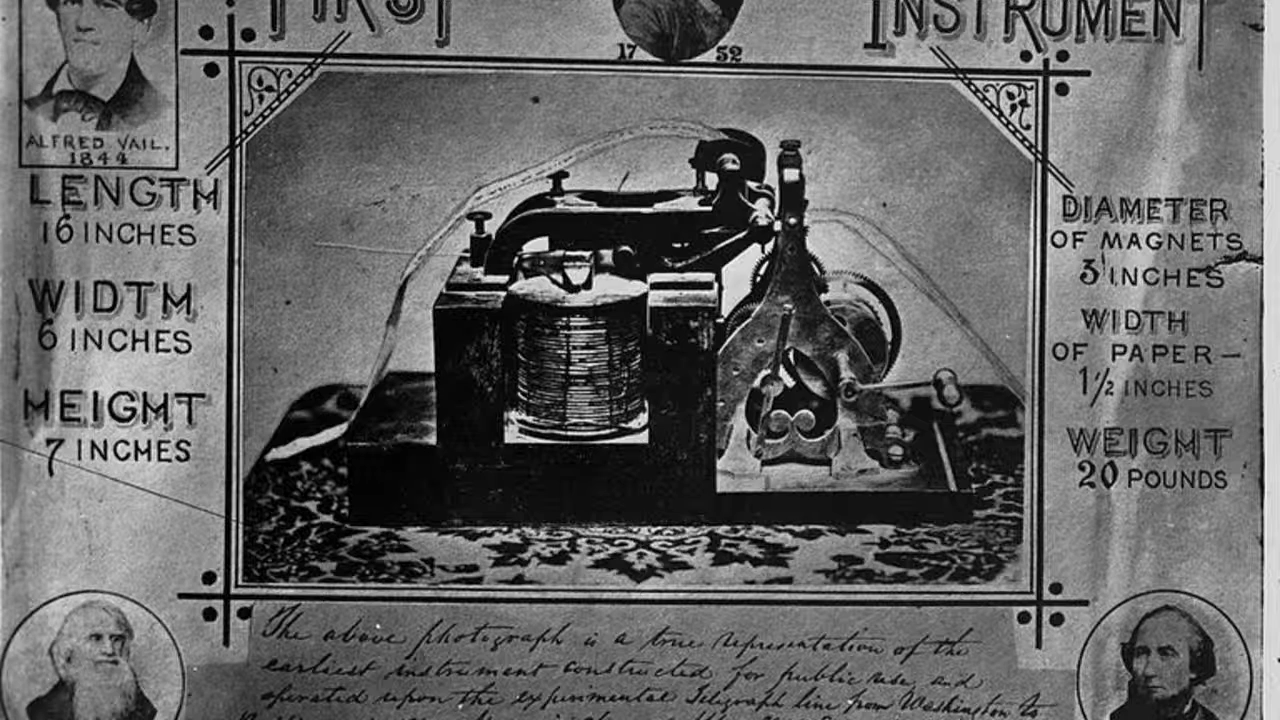 FIRST
INSTRUMENT
17 52
ALFRED VAIL.
1844
LENGTH
16 INCHES
WIDTH
6 INCHES
HEIGHT
7 INCHES
DIAMETER
OF MAGNETS
3 INCHES
WIDTH
OF PAPER—
1½ INCHES
WEIGHT
20 POUNDS
The above photograph is a true representation of the
earliest instrument constructed for public use, and
operated upon the experimental Telegraph line from Washington to